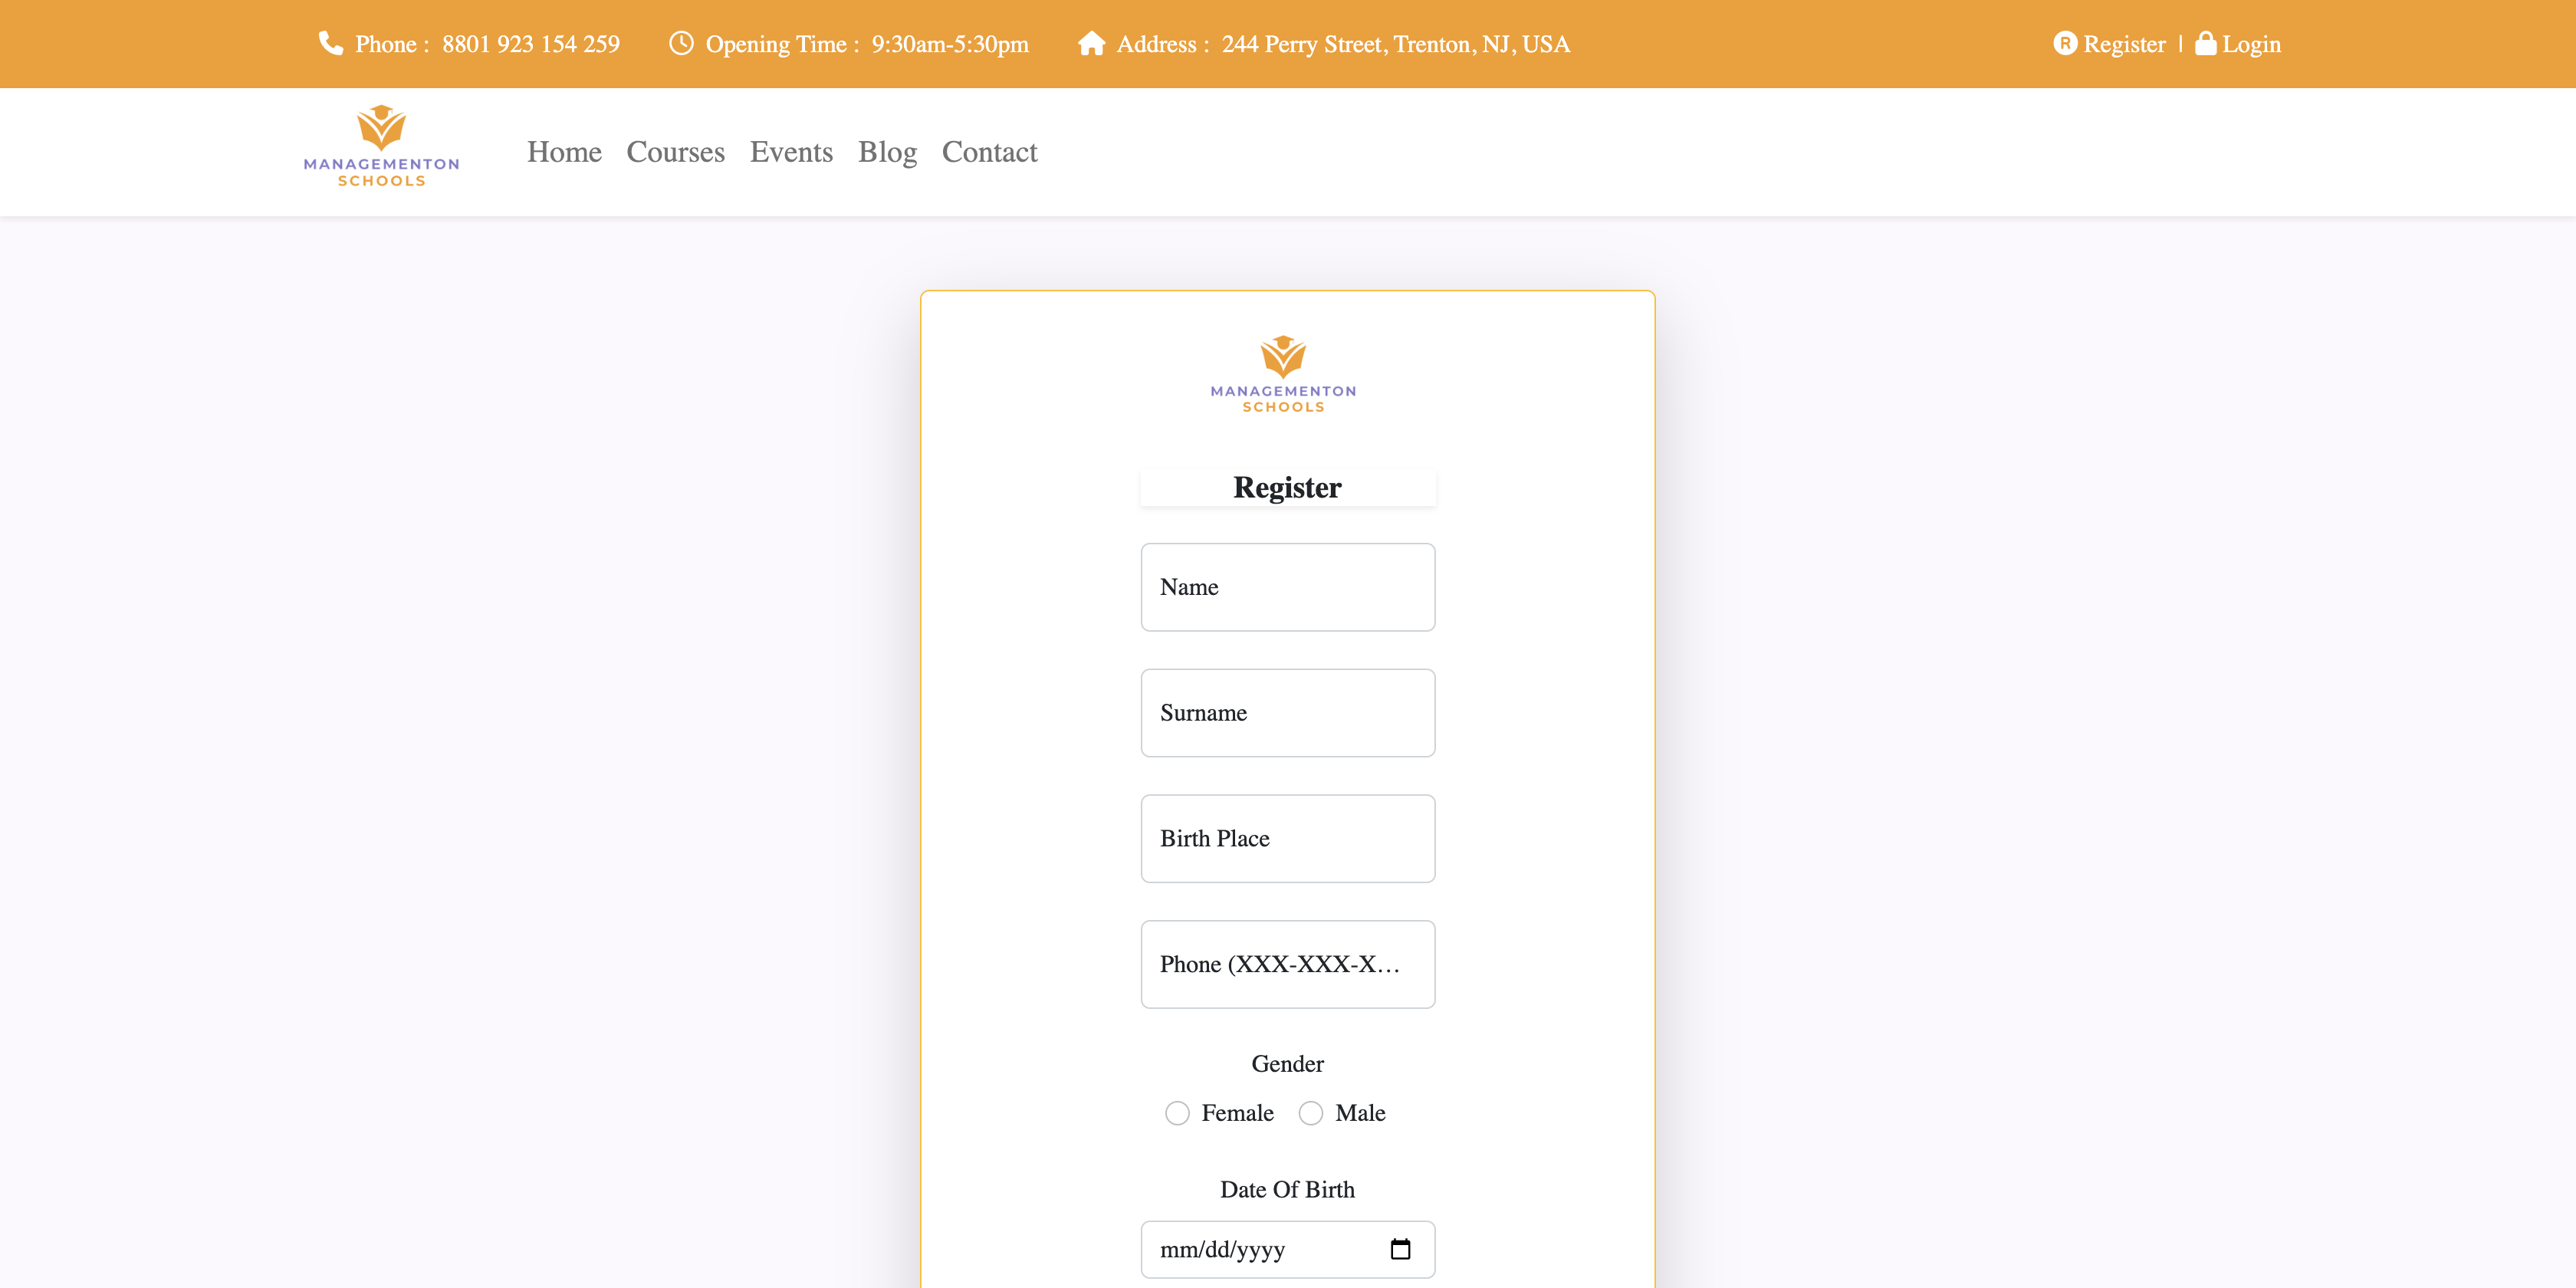 Phone : 8801 923 154 259 Opening Time : 9:30am-5:30pm Address : 244 Perry Street, Trenton, NJ, USA Register | Login
MANAGEMENTON
SCHOOLS
Home Courses Events Blog Contact
MANAGEMENTON
SCHOOLS
Register
Name
Surname
Birth Place
Phone (XXX-XXX-X...
Gender
Female Male
Date Of Birth
mm/dd/yyyy